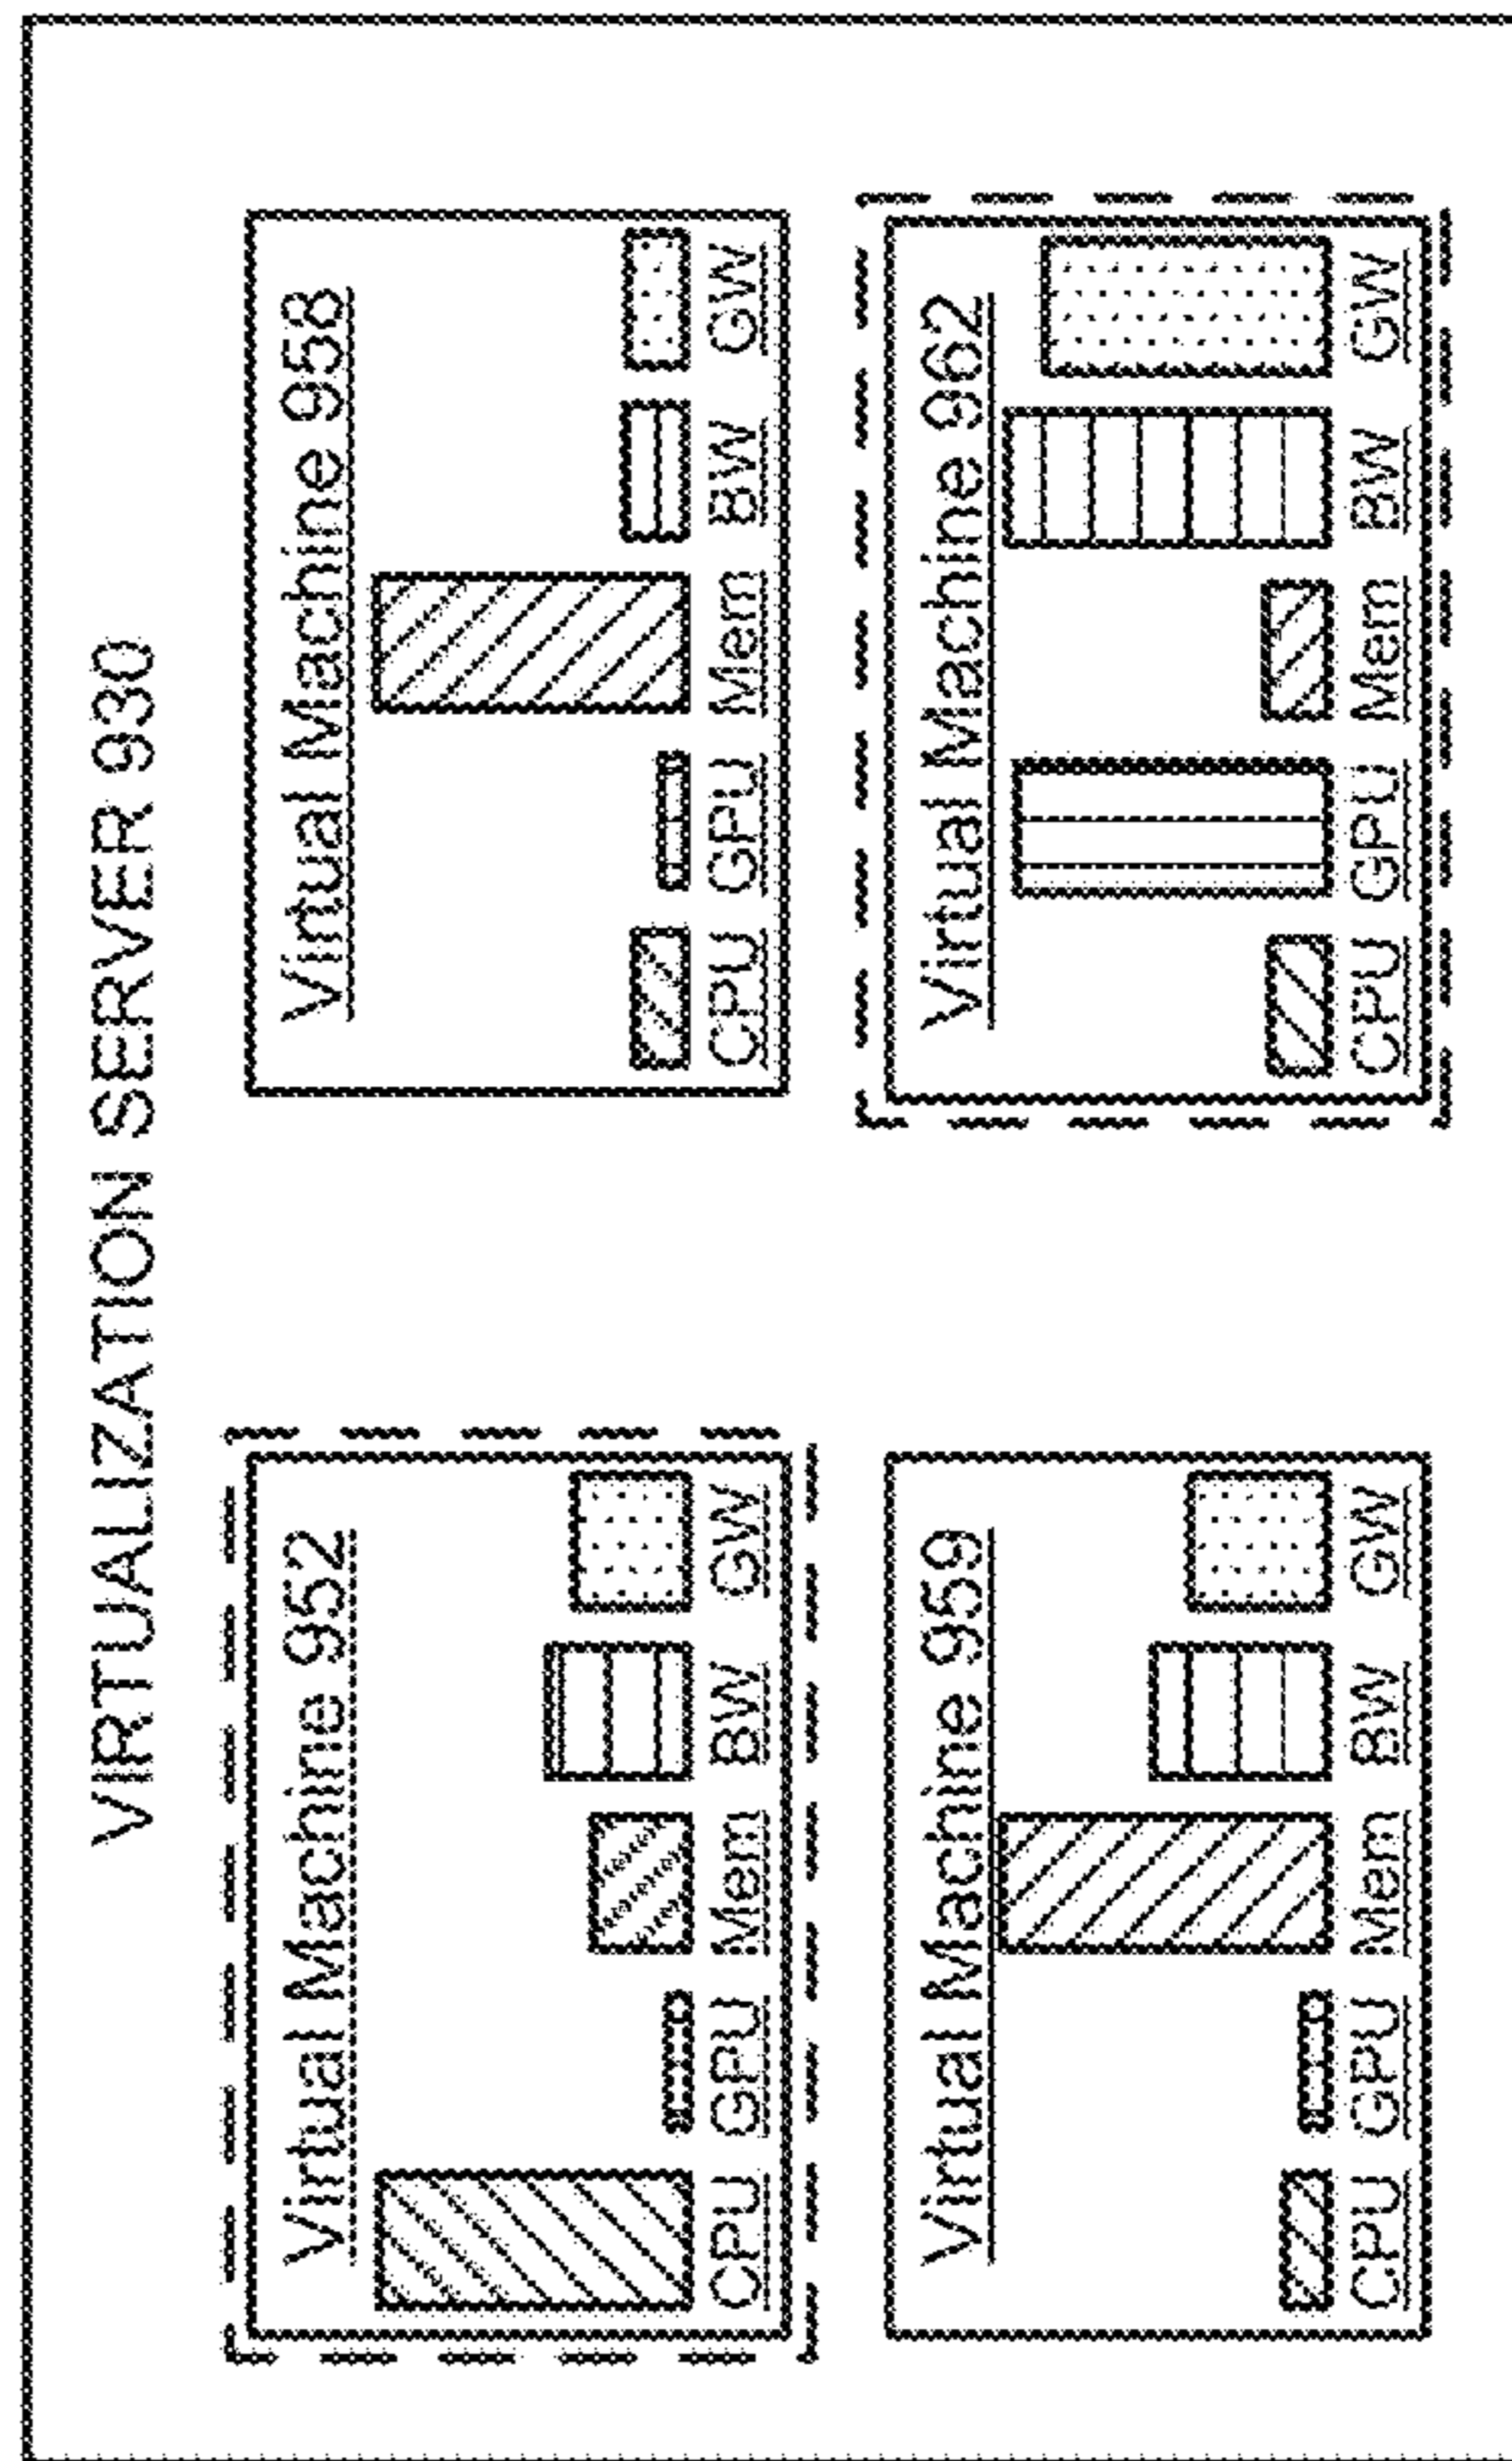 VIRTUALIZATION SERVER 930
Virtual Machine 952
CPU GPU Mem BW GW
Virtual Machine 958
CPU GPU Mem BW GW
Virtual Machine 959
CPU GPU Mem BW GW
Virtual Machine 962
CPU GPU Mem BW GW